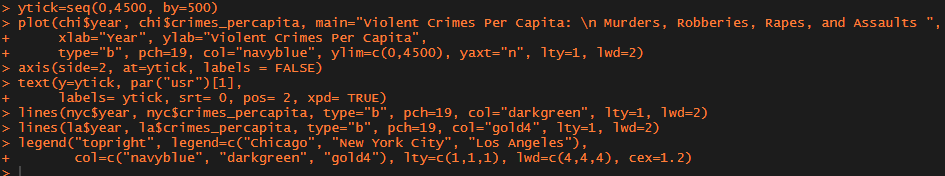 > ytick=seq(0,4500, by=500)
> plot(chi$year, chi$crimes_percapita, main="Violent Crimes Per Capita: \n Murders, Robberies, Rapes, and Assaults ",
+      xlab="Year", ylab="Violent Crimes Per Capita",
+      type="b", pch=19, col="navyblue", ylim=c(0,4500), yaxt="n", lty=1, lwd=2)
> axis(side=2, at=ytick, labels = FALSE)
> text(y=ytick, par("usr")[1],
+      labels= ytick, srt= 0, pos= 2, xpd= TRUE)
> lines(nyc$year, nyc$crimes_percapita, type="b", pch=19, col="darkgreen", lty=1, lwd=2)
> lines(la$year, la$crimes_percapita, type="b", pch=19, col="gold4", lty=1, lwd=2)
> legend("topright", legend=c("Chicago", "New York City", "Los Angeles"),
+        col=c("navyblue", "darkgreen", "gold4"), lty=c(1,1,1), lwd=c(4,4,4), cex=1.2)
>